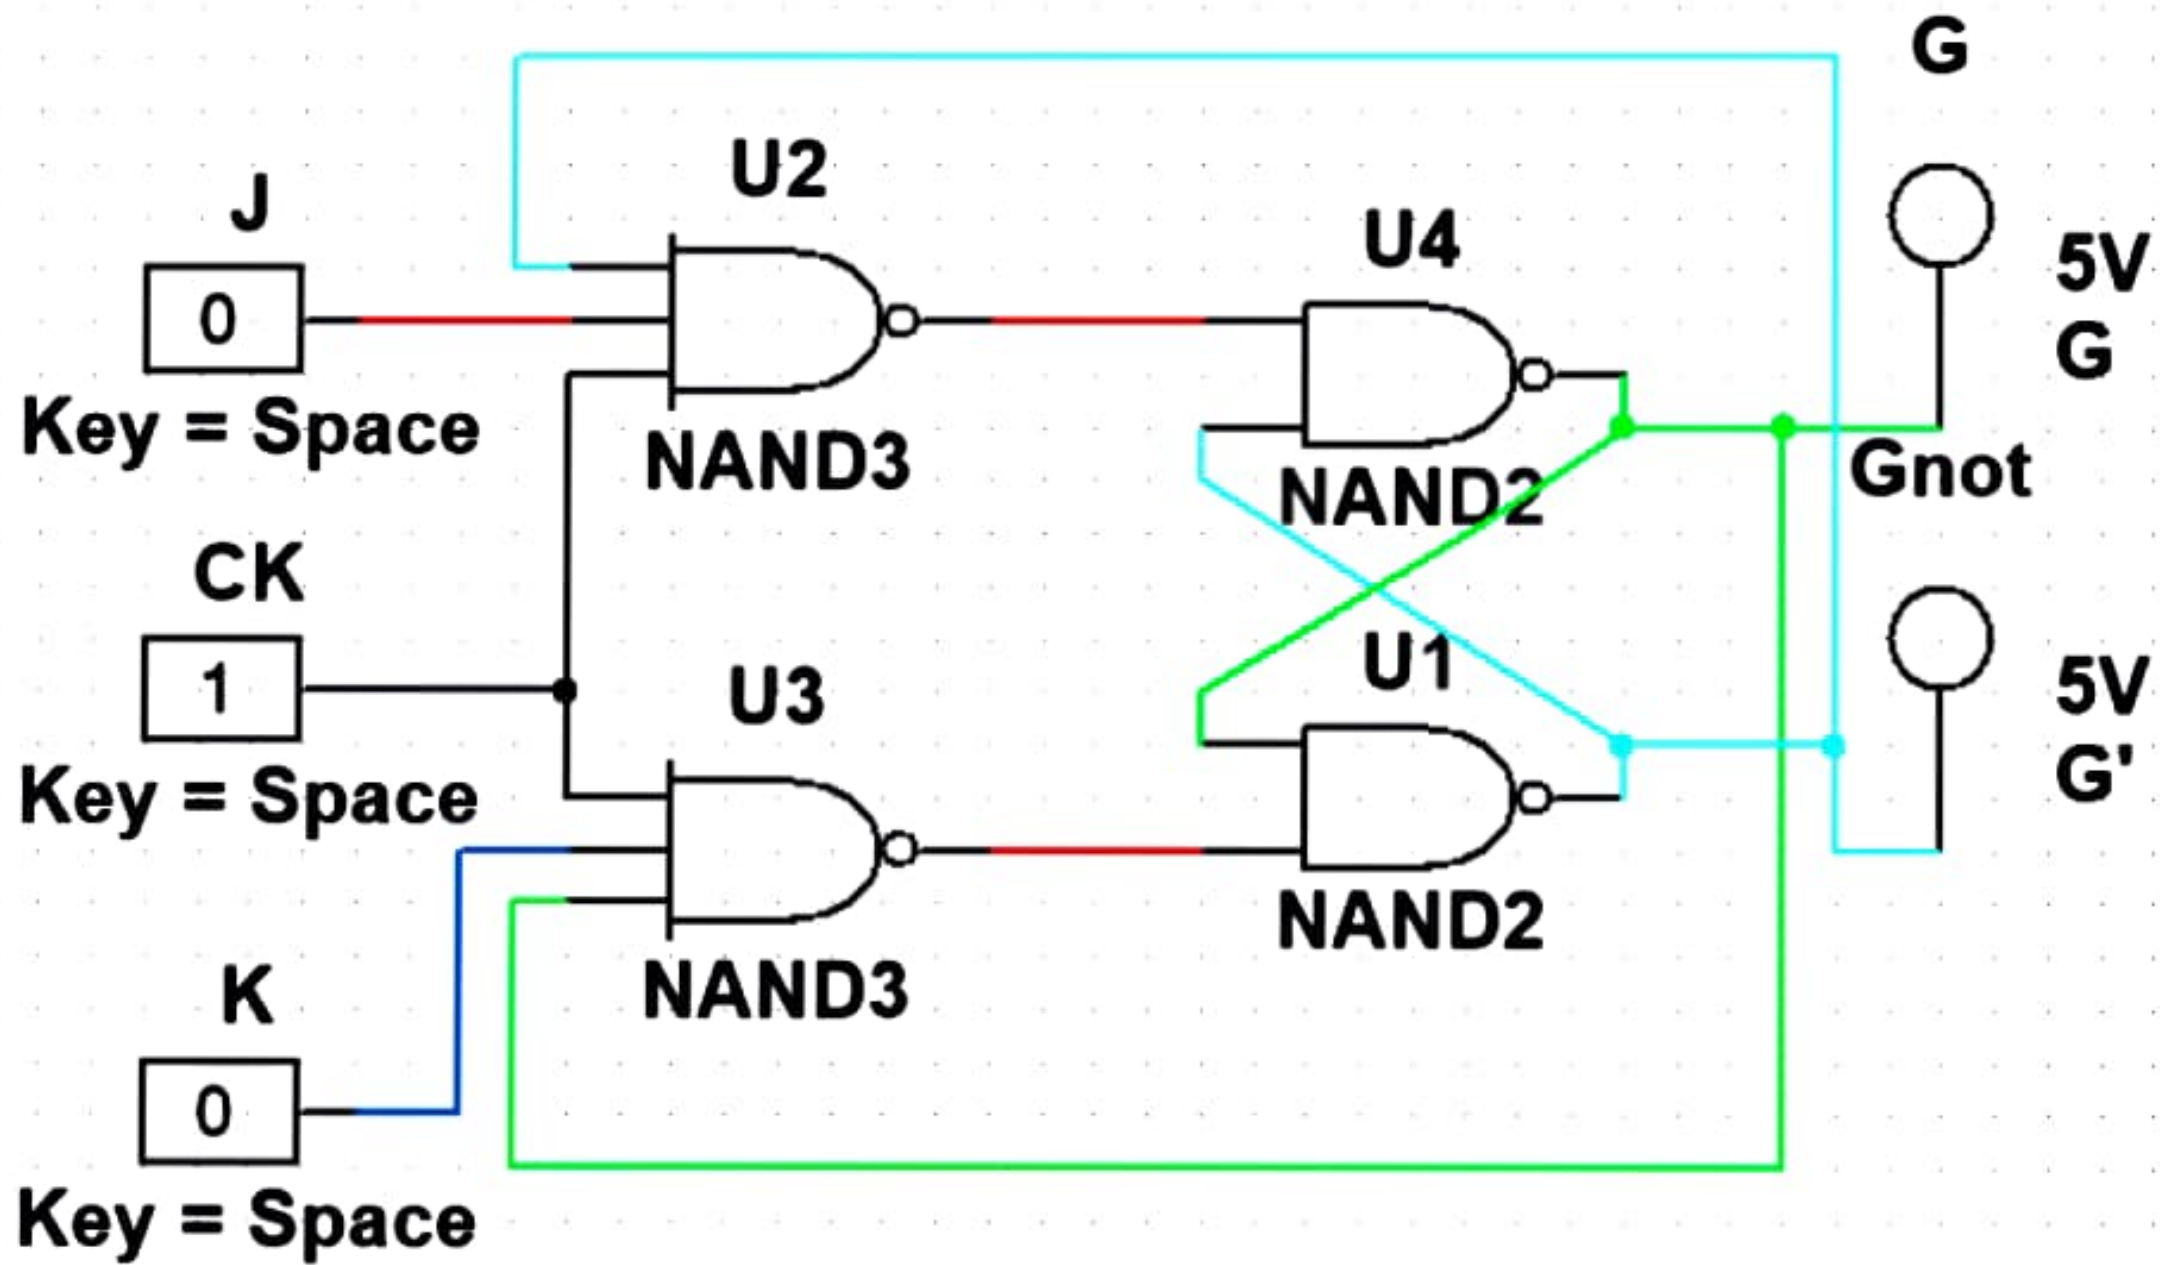 G
U2
J
U4
0
5V
G
Key = Space
NAND3
Gnot
NAND2
CK
U1
1
U3
5V
G'
Key = Space
NAND2
K
NAND3
0
Key = Space